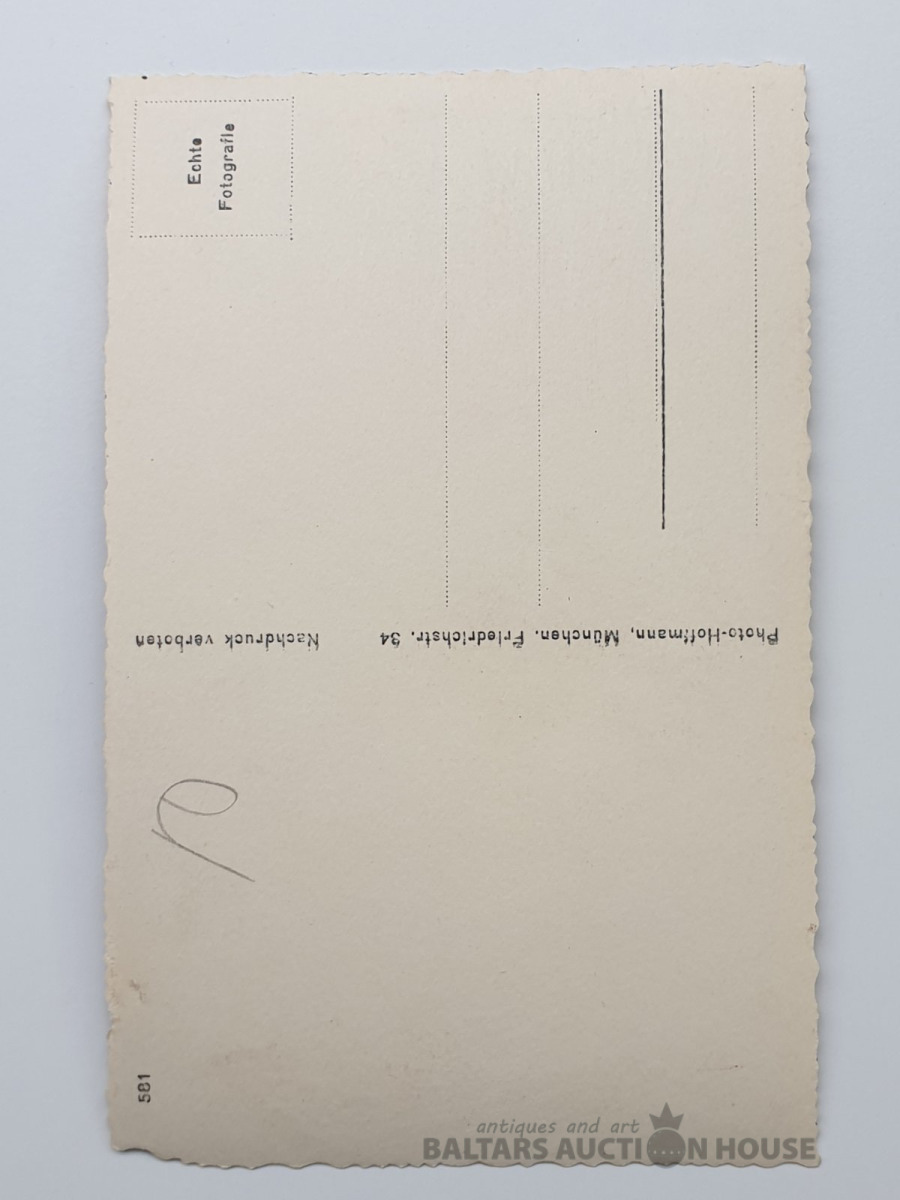 Echte
Fotografie
Photo-Hoffmann, München. Friedrichstr. 34
Nachdruck verboten
581
antiques and art
BALTARS AUCTION HOUSE